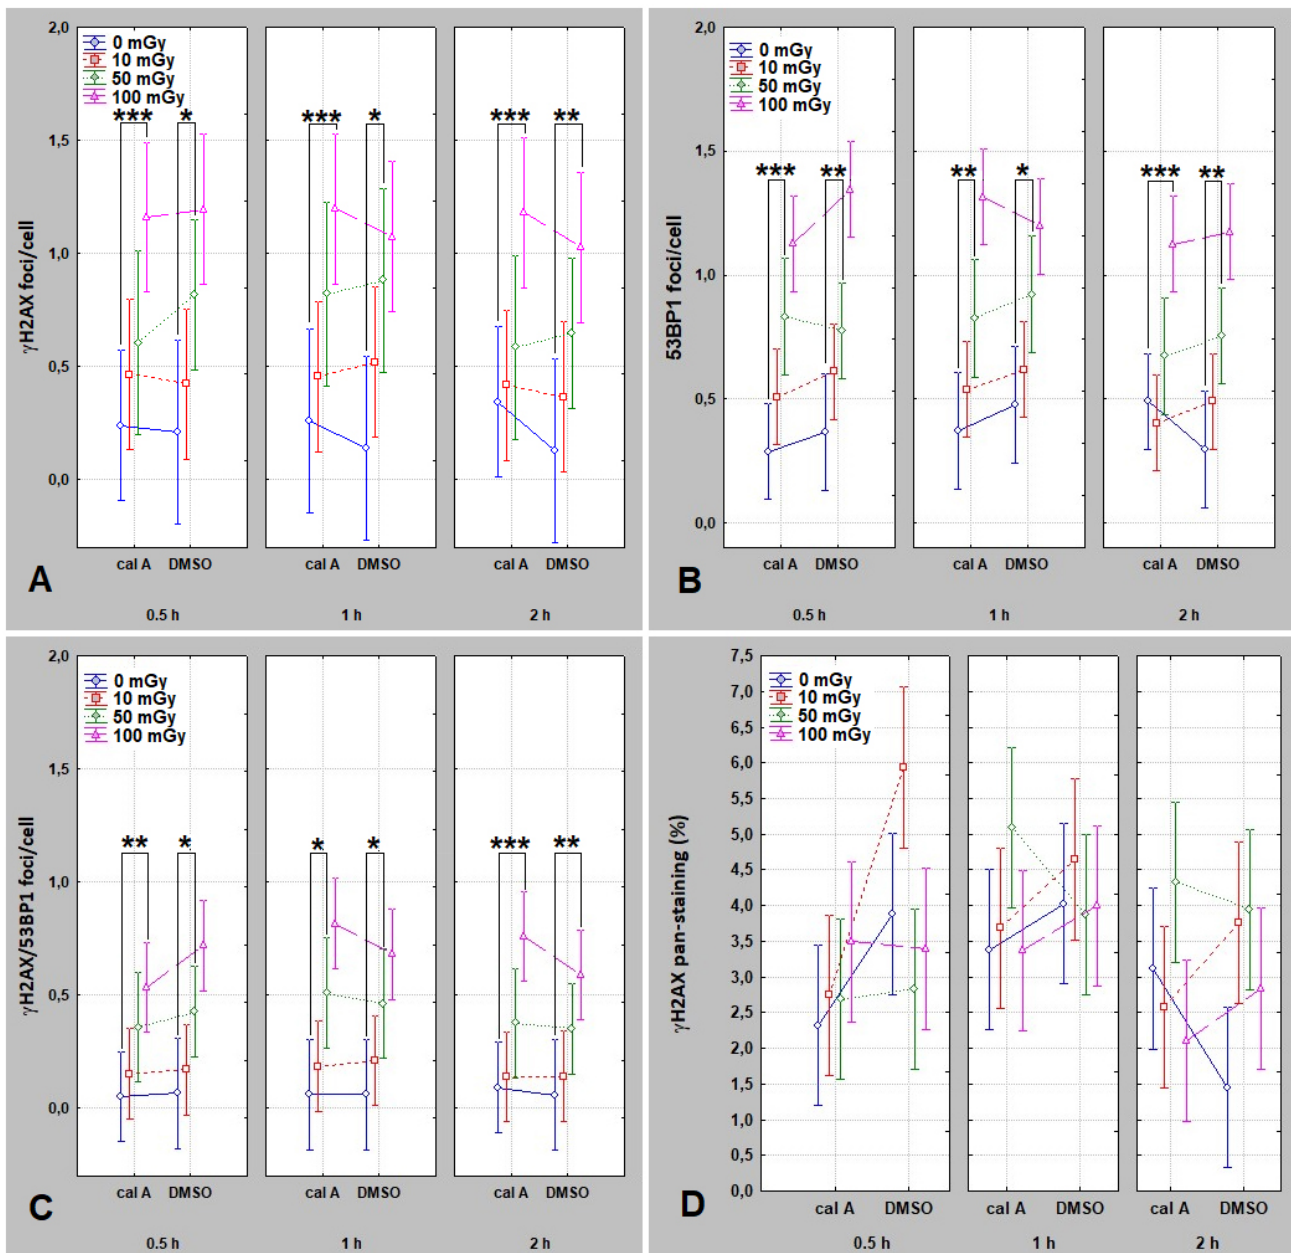 2,0
0 mGy
10 mGy
50 mGy
100 mGy
*** * *** * *** **
1,5
1,0
0,5
0,0
γH2AX foci/cell
cal A DMSO cal A DMSO cal A DMSO
A
0.5 h 1 h 2 h
2,0
0 mGy
10 mGy
50 mGy
100 mGy
1,5
*** ** ** * *** **
1,0
0,5
0,0
53BP1 foci/cell
cal A DMSO cal A DMSO cal A DMSO
B
0.5 h 1 h 2 h
2,0
0 mGy
10 mGy
50 mGy
100 mGy
1,5
** * * * *** **
1,0
0,5
0,0
γH2AX/53BP1 foci/cell
cal A DMSO cal A DMSO cal A DMSO
C
0.5 h 1 h 2 h
7,5
0 mGy
7,0
10 mGy
6,5
50 mGy
100 mGy
6,0
5,5
5,0
4,5
4,0
3,5
3,0
2,5
2,0
1,5
1,0
0,5
0,0
γH2AX pan-staining (%)
cal A DMSO cal A DMSO cal A DMSO
D
0.5 h 1 h 2 h